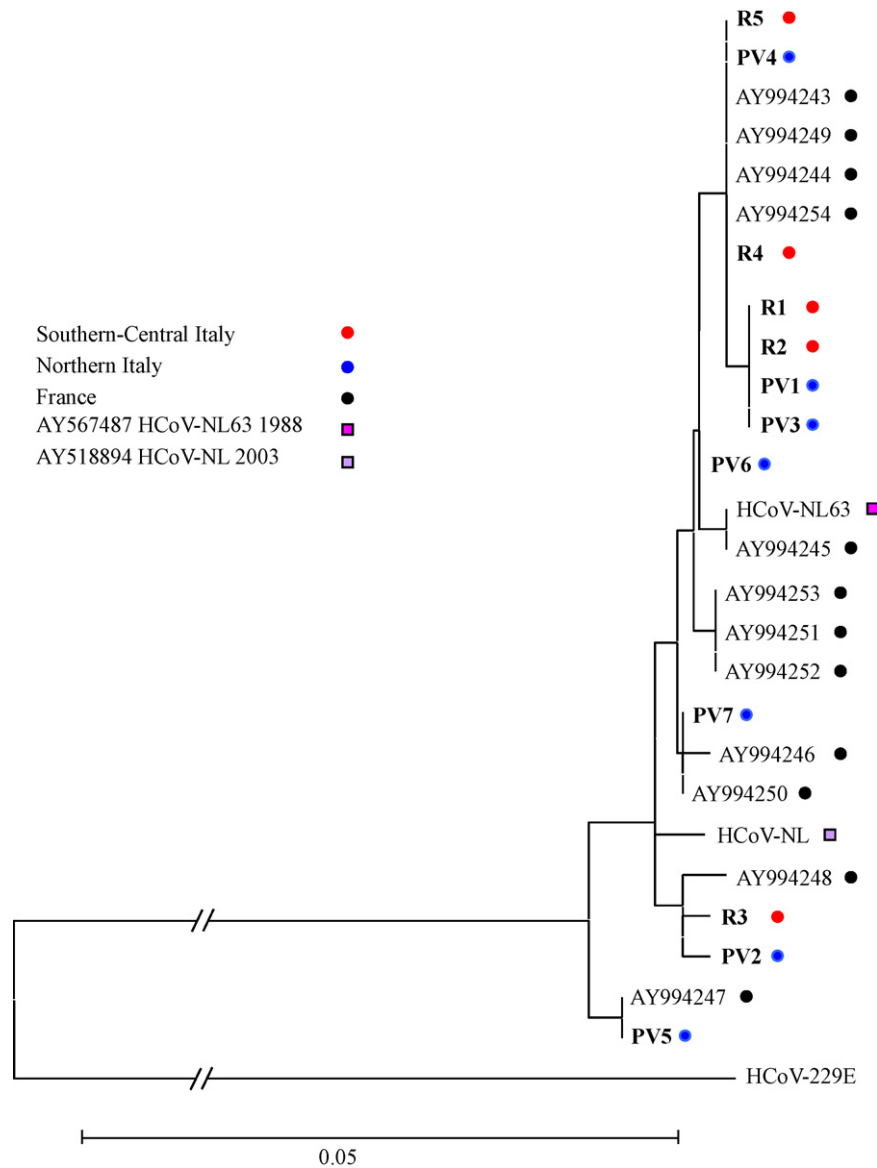 R5
PV4
AY994243
AY994249
AY994244
AY994254
R4
R1
R2
PV1
PV3
PV6
HCoV-NL63
AY994245
AY994253
AY994251
AY994252
PV7
AY994246
AY994250
HCoV-NL
AY994248
R3
PV2
AY994247
PV5
HCoV-229E
Southern-Central Italy
Northern Italy
France
AY567487 HCoV-NL63 1988
AY518894 HCoV-NL 2003
0.05